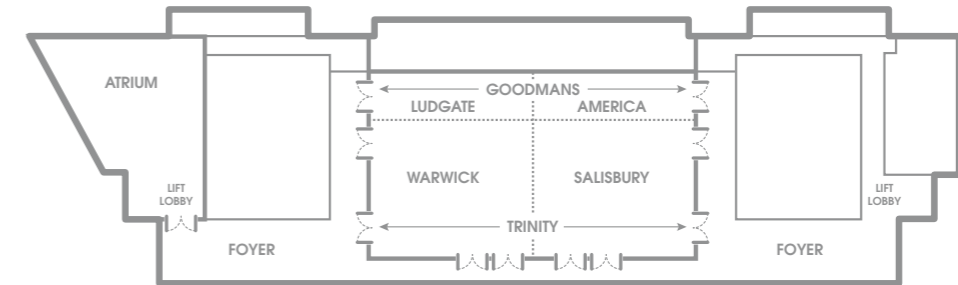 ATRIUM
GOODMANS
LUDGATE
AMERICA
WARWICK
SALISBURY
LIFT
LOBBY
LIFT
LOBBY
TRINITY
FOYER
FOYER